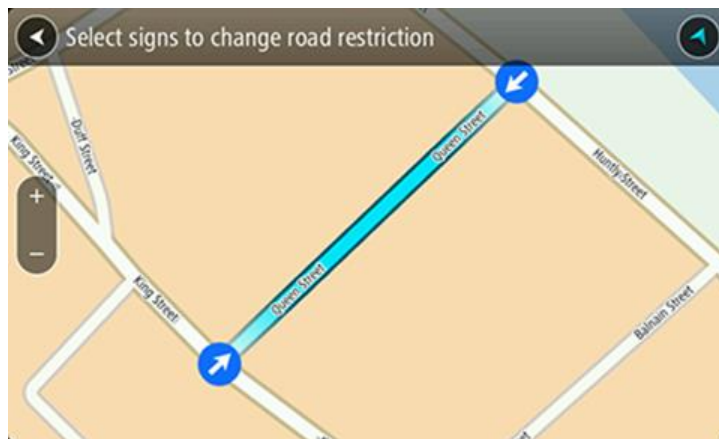 Select signs to change road restriction
Street
Duff Street
King Street
Queen Street
Huntly Street
+
−
Queen Street
King Street
Balnain Street